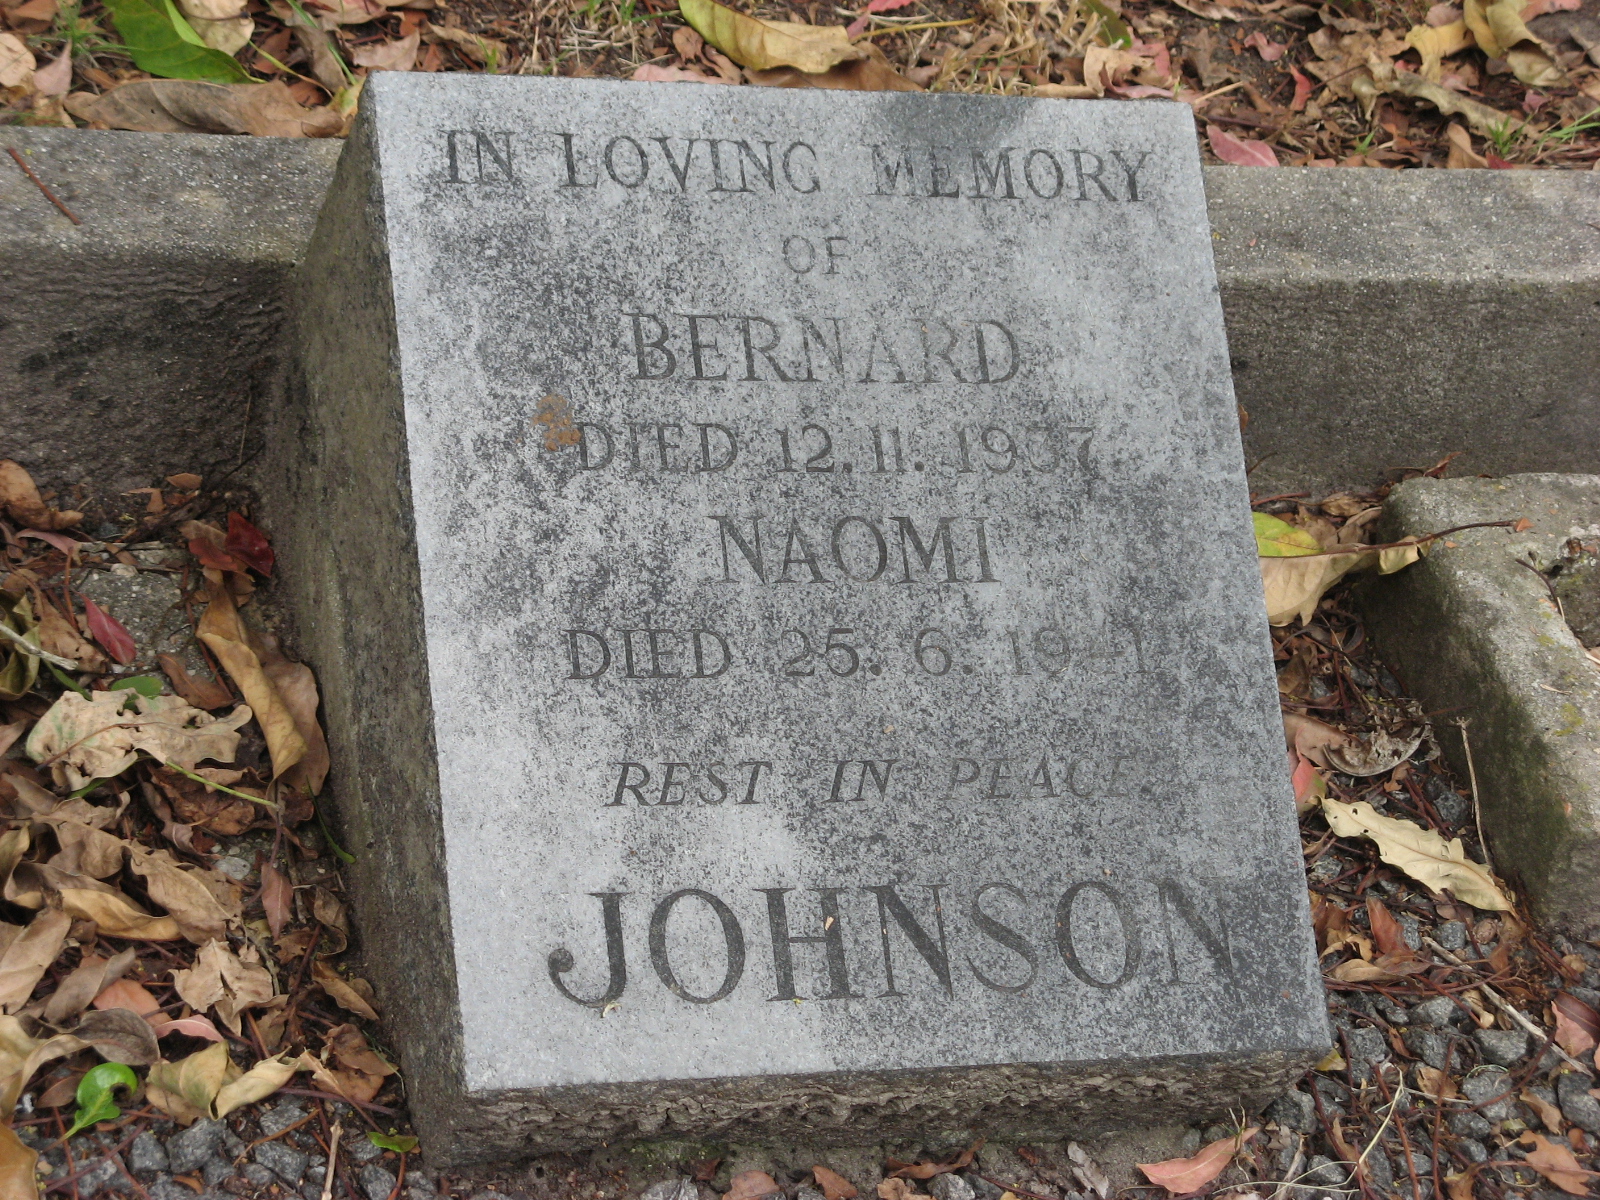 IN LOVING MEMORY
OF
BERNARD
DIED 12.11.1937
NAOMI
DIED 25.6.1941
REST IN PEACE
JOHNSON